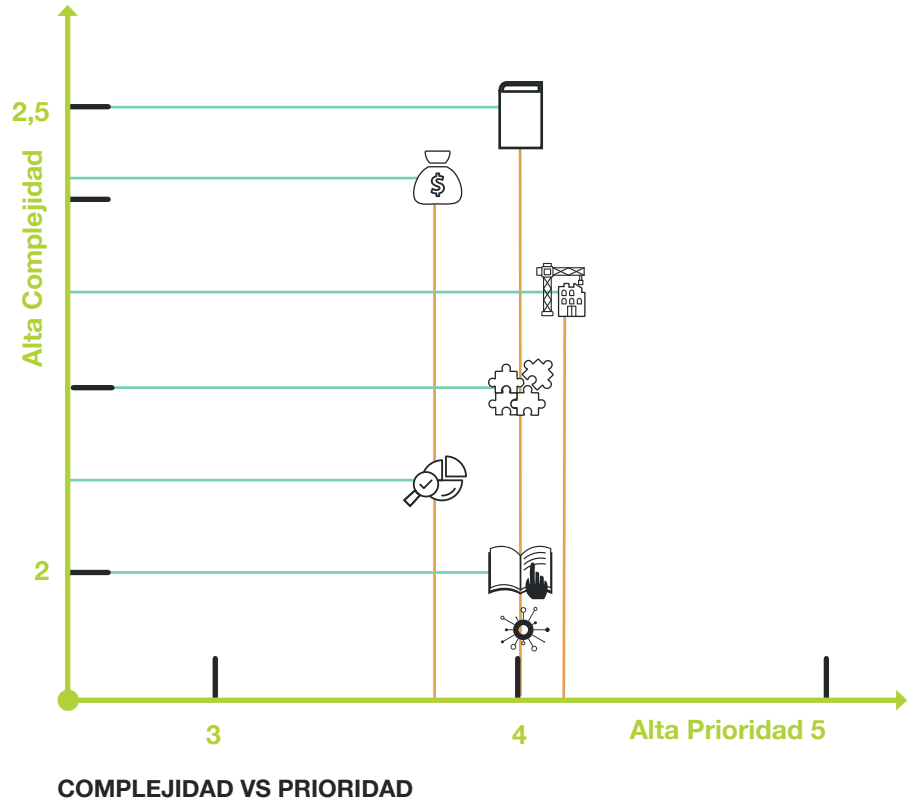 2,5
Alta Complejidad
$
2
3
4
Alta Prioridad 5
COMPLEJIDAD VS PRIORIDAD